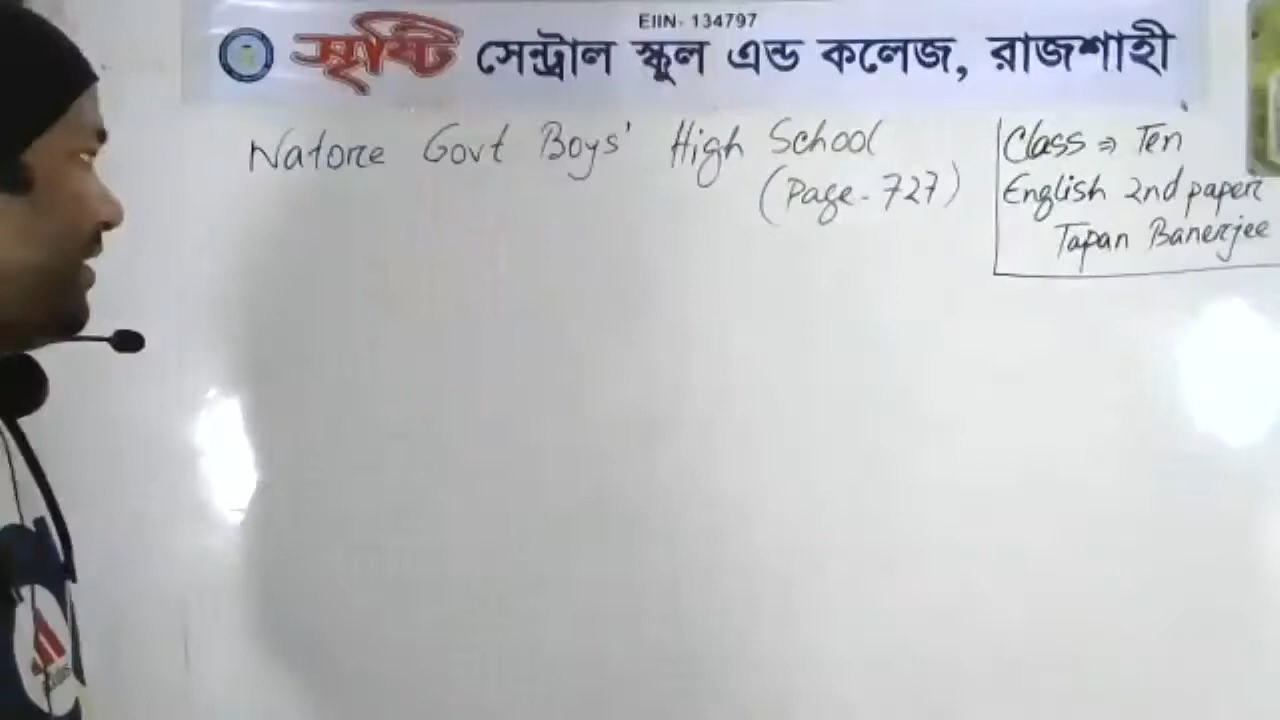 EIIN- 134797
সৃষ্টি সেন্ট্রাল স্কুল এন্ড কলেজ, রাজশাহী
Natore Govt Boys' High School
(Page - 727)
Class ⇒ Ten
English 2nd paper
Tapan Banerjee